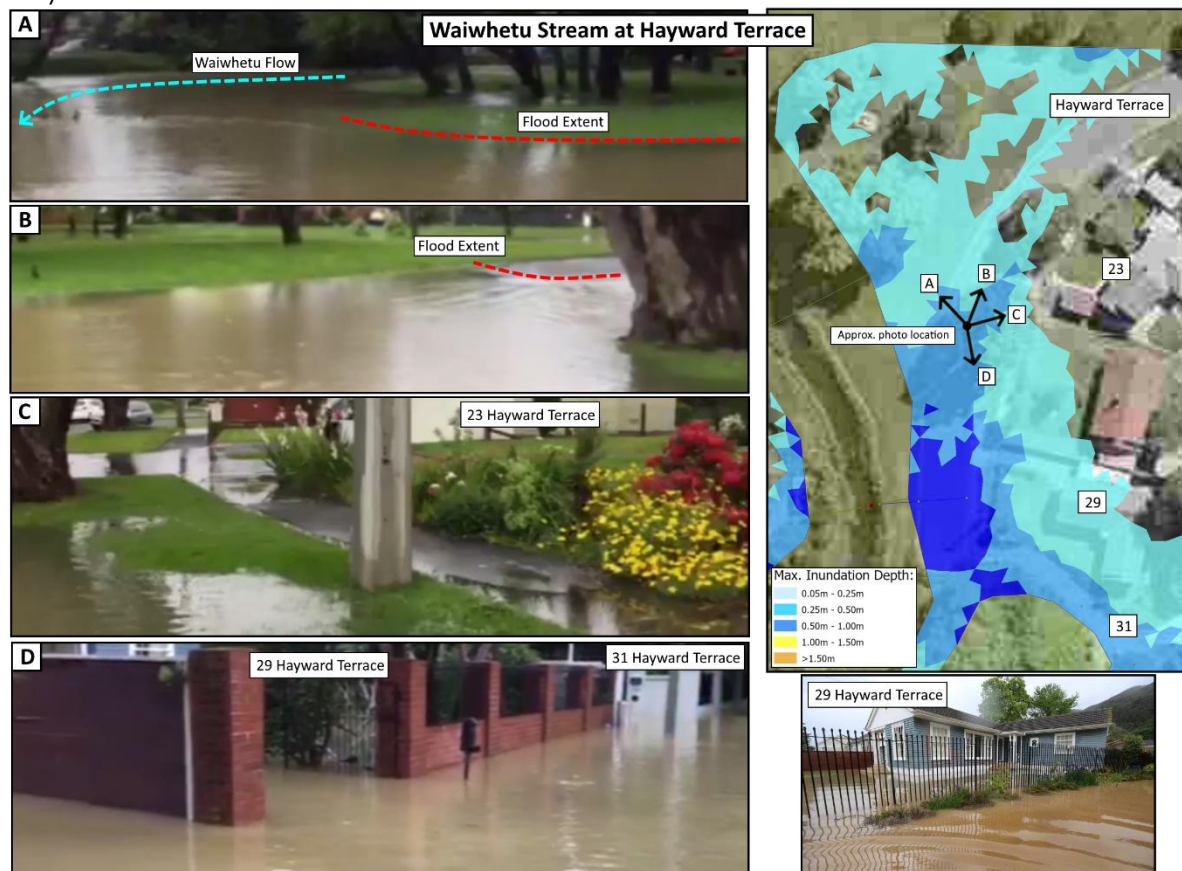 Waiwhetu Stream at Hayward Terrace
A
Waiwhetu Flow
Flood Extent
B
Flood Extent
C
23 Hayward Terrace
D
29 Hayward Terrace
31 Hayward Terrace
Hayward Terrace
23
A
B
C
Approx. photo location
D
29
31
Max. Inundation Depth:
0.05m - 0.25m
0.25m - 0.50m
0.50m - 1.00m
1.00m - 1.50m
>1.50m
29 Hayward Terrace